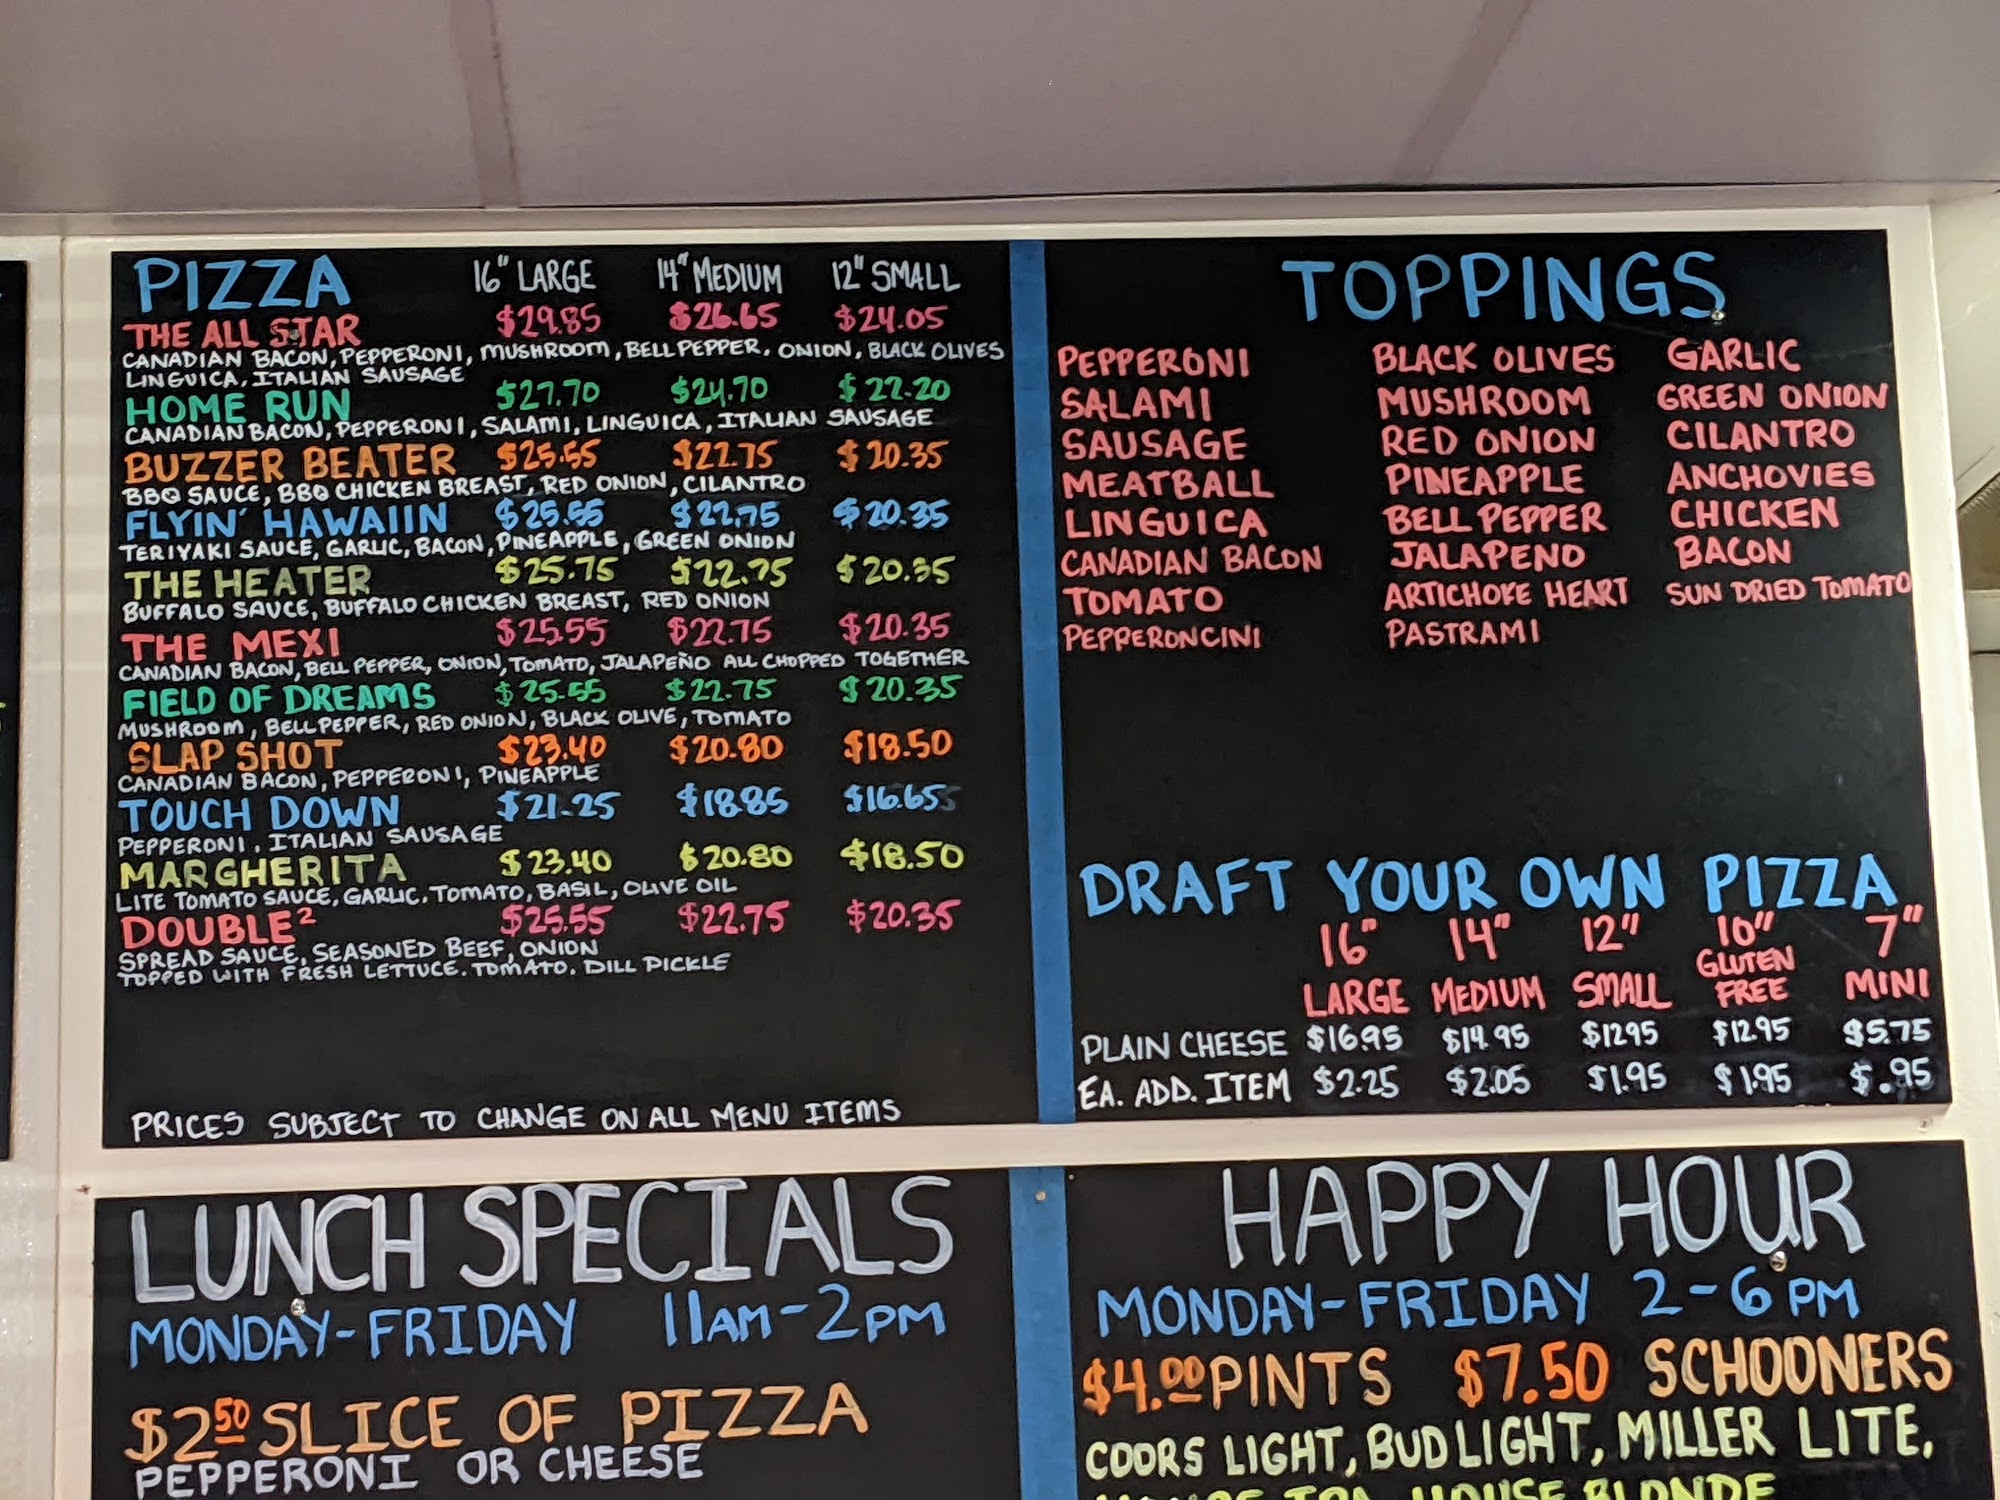 PIZZA 16" LARGE 14" MEDIUM 12" SMALL
THE ALL STAR $29.85 $26.65 $24.05
CANADIAN BACON, PEPPERONI, MUSHROOM, BELL PEPPER, ONION, BLACK OLIVES
LINGUICA, ITALIAN SAUSAGE
HOME RUN $27.70 $24.70 $22.20
CANADIAN BACON, PEPPERONI, SALAMI, LINGUICA, ITALIAN SAUSAGE
BUZZER BEATER $25.55 $22.75 $20.35
BBQ SAUCE, BBQ CHICKEN BREAST, RED ONION, CILANTRO
FLYIN' HAWAIIN $25.55 $22.75 $20.35
TERIYAKI SAUCE, GARLIC, BACON, PINEAPPLE, GREEN ONION
THE HEATER $25.75 $22.75 $20.35
BUFFALO SAUCE, BUFFALO CHICKEN BREAST, RED ONION
THE MEXI $25.55 $22.75 $20.35
CANADIAN BACON, BELL PEPPER, ONION, TOMATO, JALAPEÑO ALL CHOPPED TOGETHER
FIELD OF DREAMS $25.55 $22.75 $20.35
MUSHROOM, BELL PEPPER, RED ONION, BLACK OLIVE, TOMATO
SLAP SHOT $23.40 $20.80 $18.50
CANADIAN BACON, PEPPERONI, PINEAPPLE
TOUCH DOWN $21.25 $18.85 $16.65
PEPPERONI, ITALIAN SAUSAGE
MARGHERITA $23.40 $20.80 $18.50
LITE TOMATO SAUCE, GARLIC, TOMATO, BASIL, OLIVE OIL
DOUBLE² $25.55 $22.75 $20.35
SPREAD SAUCE, SEASONED BEEF, ONION
TOPPED WITH FRESH LETTUCE, TOMATO, DILL PICKLE
PRICES SUBJECT TO CHANGE ON ALL MENU ITEMS
TOPPINGS
PEPPERONI BLACK OLIVES GARLIC
SALAMI MUSHROOM GREEN ONION
SAUSAGE RED ONION CILANTRO
MEATBALL PINEAPPLE ANCHOVIES
LINGUICA BELL PEPPER CHICKEN
CANADIAN BACON JALAPENO BACON
TOMATO ARTICHOKE HEART SUN DRIED TOMATO
PEPPERONCINI PASTRAMI
DRAFT YOUR OWN PIZZA
16" 14" 12" 10" 7"
LARGE MEDIUM SMALL GLUTEN FREE MINI
PLAIN CHEESE $16.95 $14.95 $12.95 $12.95 $5.75
EA. ADD. ITEM $2.25 $2.05 $1.95 $1.95 $.95
LUNCH SPECIALS
MONDAY-FRIDAY 11AM-2PM
$2.50 SLICE OF PIZZA
PEPPERONI OR CHEESE
HAPPY HOUR
MONDAY-FRIDAY 2-6 PM
$4.00 PINTS $7.50 SCHOONERS
COORS LIGHT, BUD LIGHT, MILLER LITE,
HOUSE BLONDE